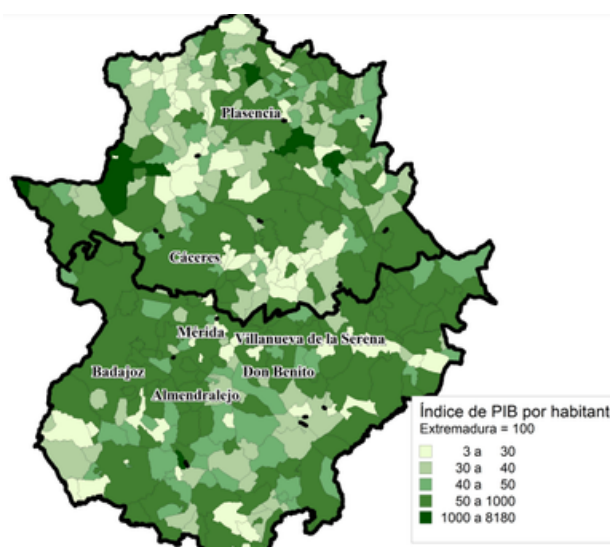 Plasencia
Cáceres
Mérida
Villanueva de la Serena
Badajoz
Don Benito
Almendralejo
Índice de PIB por habitant
Extremadura = 100
3 a 30
30 a 40
40 a 50
50 a 1000
1000 a 8180